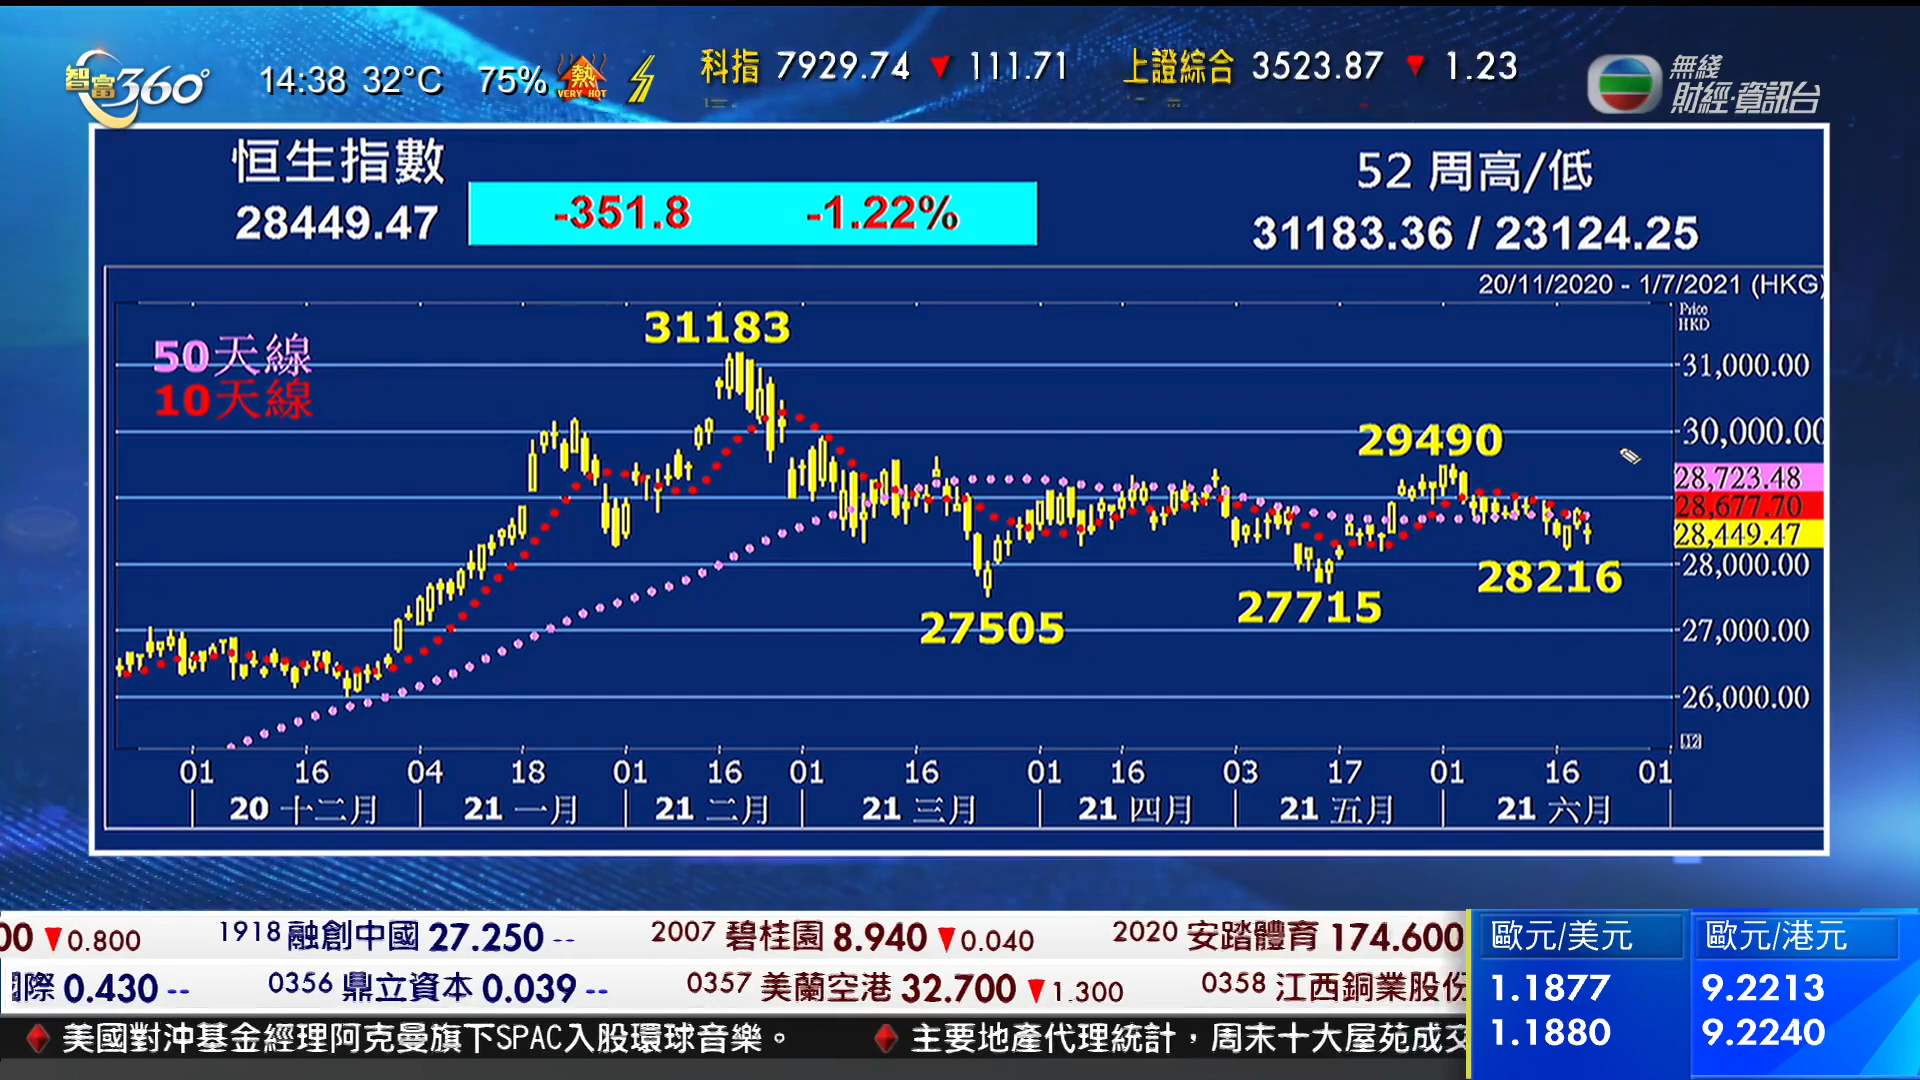 智富360°
14:38 32°C 75% 熱 VERY HOT
科指 7929.74 ▼ 111.71
上證綜合 3523.87 ▼ 1.23
無綫
財經·資訊台
恒生指數
28449.47
-351.8 -1.22%
52 周高/低
31183.36 / 23124.25
20/11/2020 - 1/7/2021 (HKG)
Price
HKD
50天線
10天線
31183
29490
27505
27715
28216
31,000.00
30,000.00
28,723.48
28,677.70
28,449.47
28,000.00
27,000.00
26,000.00
01 16 04 18 01 16 01 16 01 16 03 17 01 16 01
20 十二月 21 一月 21 二月 21 三月 21 四月 21 五月 21 六月
00 ▼0.800 1918 融創中國 27.250 -- 2007 碧桂園 8.940 ▼0.040 2020 安踏體育 174.600
際 0.430 -- 0356 鼎立資本 0.039 -- 0357 美蘭空港 32.700 ▼1.300 0358 江西銅業股份
美國對沖基金經理阿克曼旗下SPAC入股環球音樂。 主要地產代理統計，周末十大屋苑成交
歐元/美元
1.1877
1.1880
歐元/港元
9.2213
9.2240